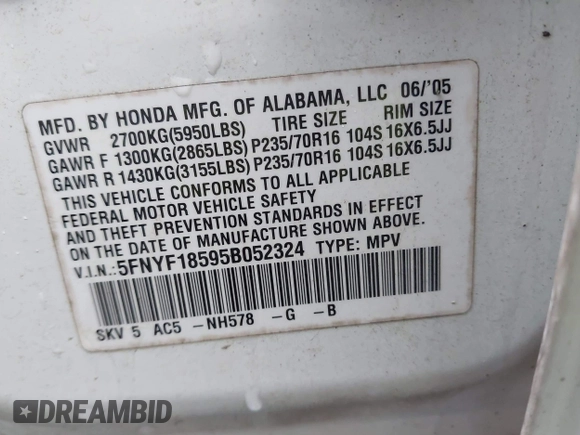 MFD. BY HONDA MFG. OF ALABAMA, LLC 06/'05
GVWR 2700KG(5950LBS) TIRE SIZE RIM SIZE
GAWR F 1300KG(2865LBS) P235/70R16 104S 16X6.5JJ
GAWR R 1430KG(3155LBS) P235/70R16 104S 16X6.5JJ
THIS VEHICLE CONFORMS TO ALL APPLICABLE
FEDERAL MOTOR VEHICLE SAFETY
AND THEFT PREVENTION STANDARDS IN EFFECT
ON THE DATE OF MANUFACTURE SHOWN ABOVE.
V.I.N.: 5FNYF18595B052324 TYPE: MPV
SKV 5 AC5 -NH578 -G -B
DREAMBID